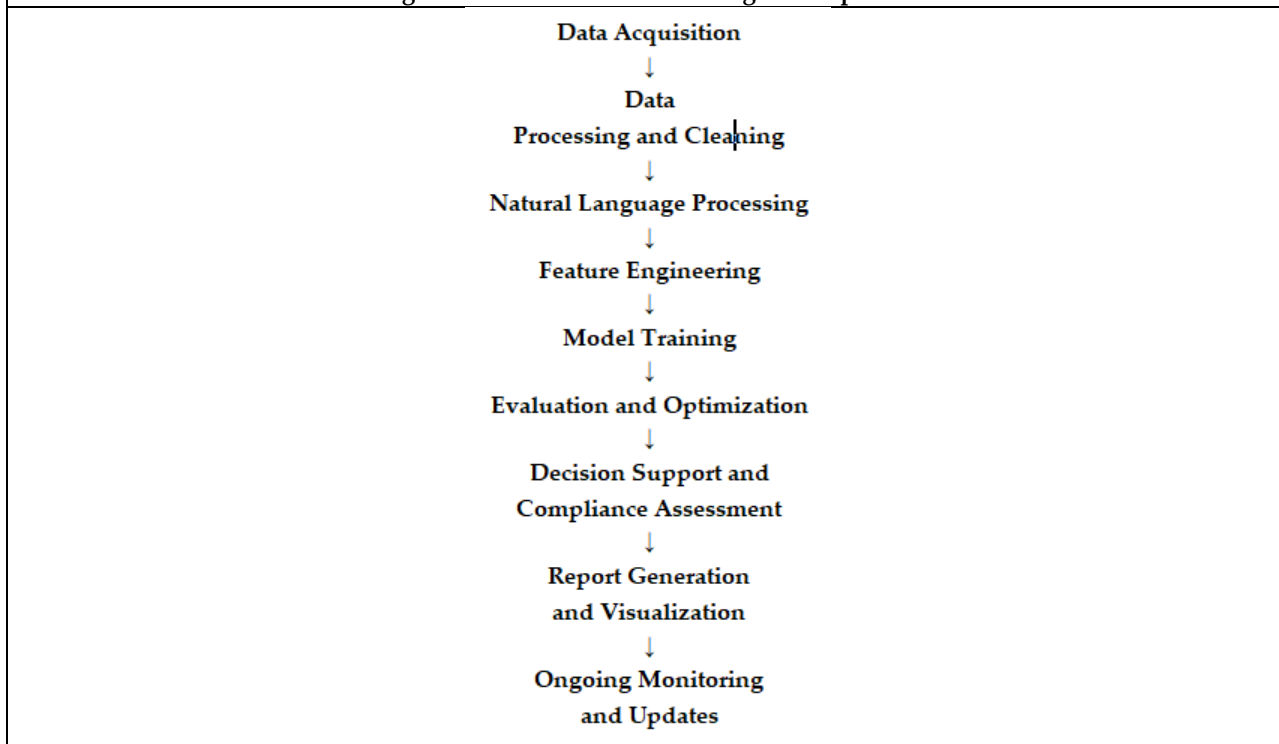 Data Acquisition
↓
Data
Processing and Cleaning
↓
Natural Language Processing
↓
Feature Engineering
↓
Model Training
↓
Evaluation and Optimization
↓
Decision Support and
Compliance Assessment
↓
Report Generation
and Visualization
↓
Ongoing Monitoring
and Updates